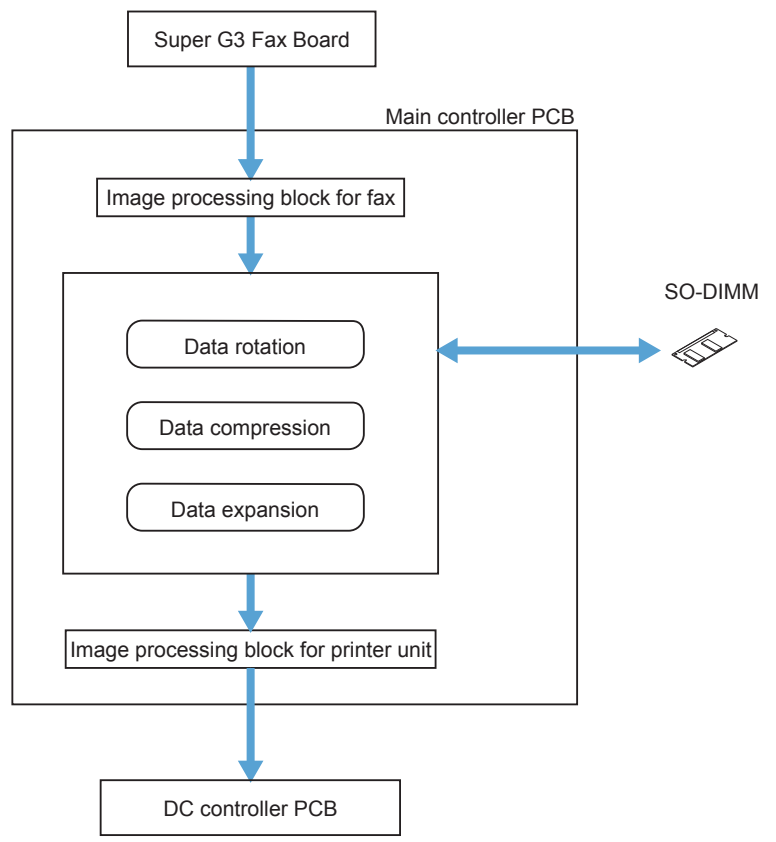 Super G3 Fax Board
Main controller PCB
Image processing block for fax
SO-DIMM
Data rotation
Data compression
Data expansion
Image processing block for printer unit
DC controller PCB